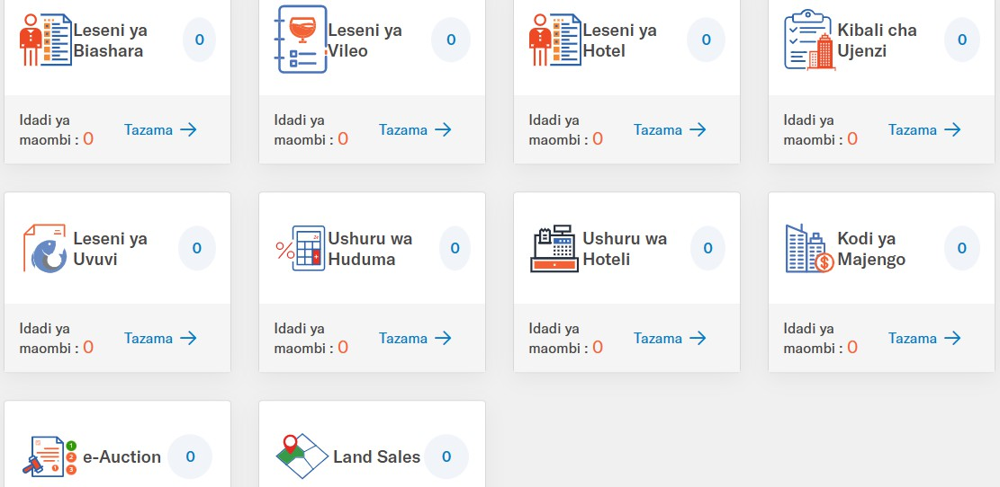 Leseni ya
Biashara
0
Leseni ya
Vileo
0
Leseni ya
Hotel
0
Kibali cha
Ujenzi
0
Idadi ya
maombi : 0
Tazama
Idadi ya
maombi : 0
Tazama
Idadi ya
maombi : 0
Tazama
Idadi ya
maombi : 0
Tazama
Leseni ya
Uvuvi
0
Ushuru wa
Huduma
0
Ushuru wa
Hoteli
0
Kodi ya
Majengo
0
Idadi ya
maombi : 0
Tazama
Idadi ya
maombi : 0
Tazama
Idadi ya
maombi : 0
Tazama
Idadi ya
maombi : 0
Tazama
1
2
3
e-Auction
0
Land Sales
0